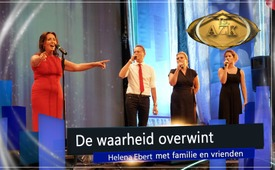 AZK
De waarheid overwint
Helena Ebert met familie en vrienden